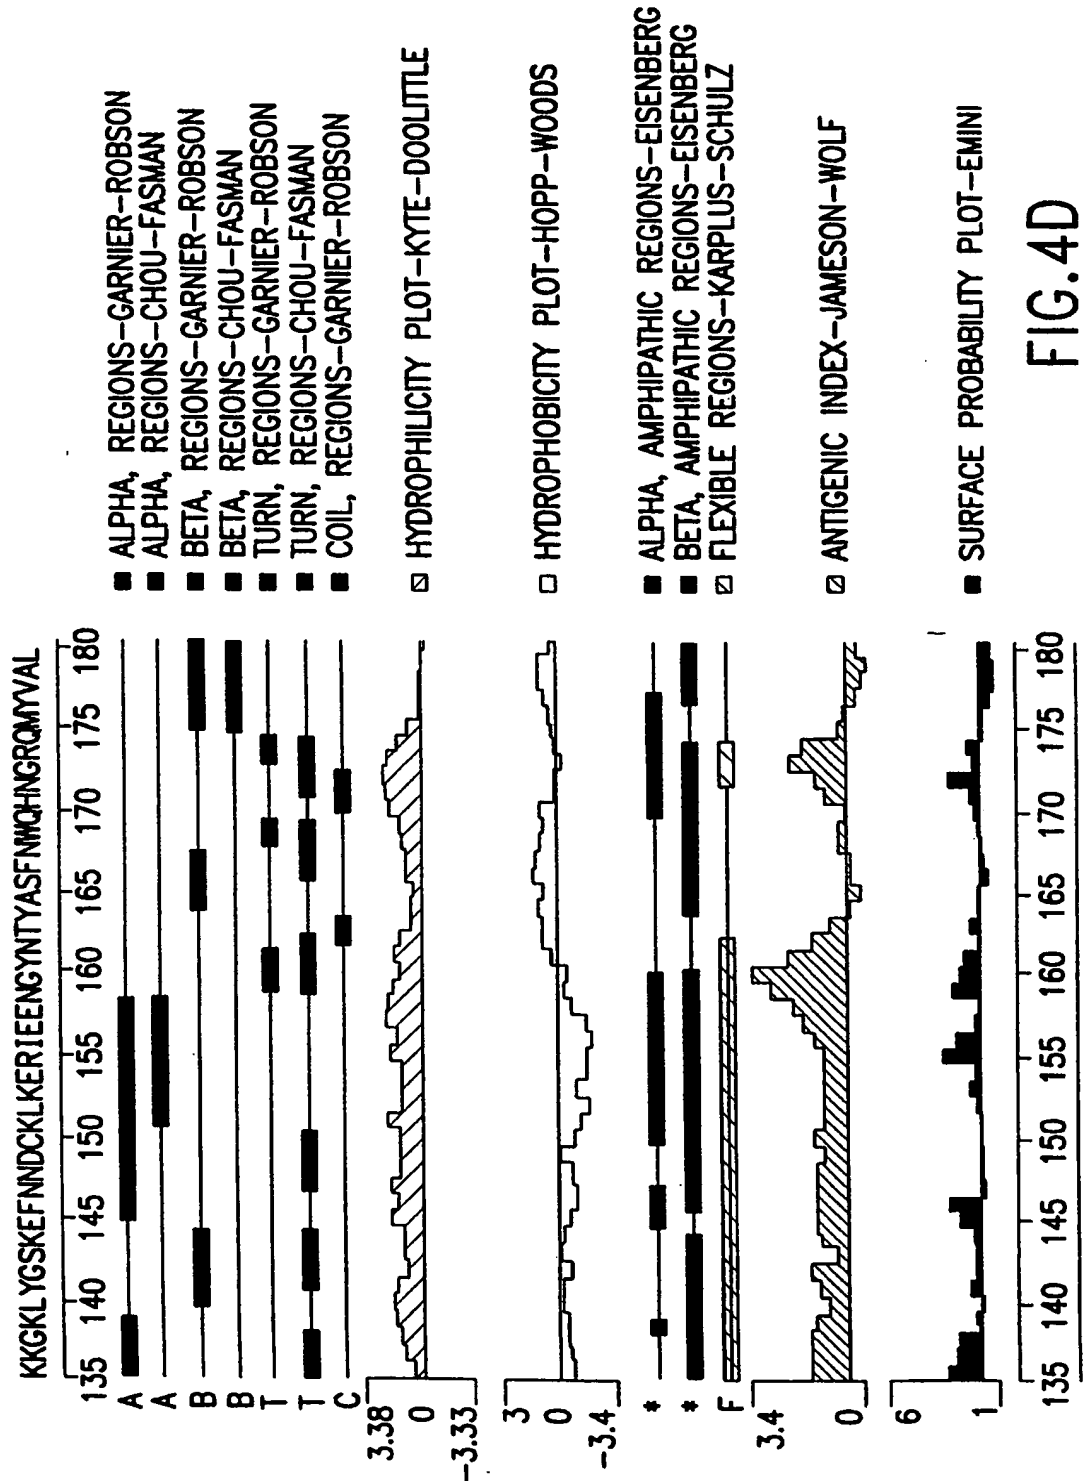 KKGKLYGSKEFNNDCKLKERIEENGYNTYASFNWQHNGRQMYVAL
135 140 145 150 155 160 165 170 175 180
A ALPHA, REGIONS-GARNIER-ROBSON
A ALPHA, REGIONS-CHOU-FASMAN
B BETA, REGIONS-GARNIER-ROBSON
B BETA, REGIONS-CHOU-FASMAN
T TURN, REGIONS-GARNIER-ROBSON
T TURN, REGIONS-CHOU-FASMAN
C COIL, REGIONS-GARNIER-ROBSON
3.38
0 HYDROPHILICITY PLOT-KYTE-DOOLITTLE
-3.33
3
0 HYDROPHOBICITY PLOT-HOPP-WOODS
-3.4
* ALPHA, AMPHIPATHIC REGIONS-EISENBERG
* BETA, AMPHIPATHIC REGIONS-EISENBERG
F FLEXIBLE REGIONS-KARPLUS-SCHULZ
3.4
0 ANTIGENIC INDEX-JAMESON-WOLF
6
1 SURFACE PROBABILITY PLOT-EMINI
135 140 145 150 155 160 165 170 175 180
FIG.4D